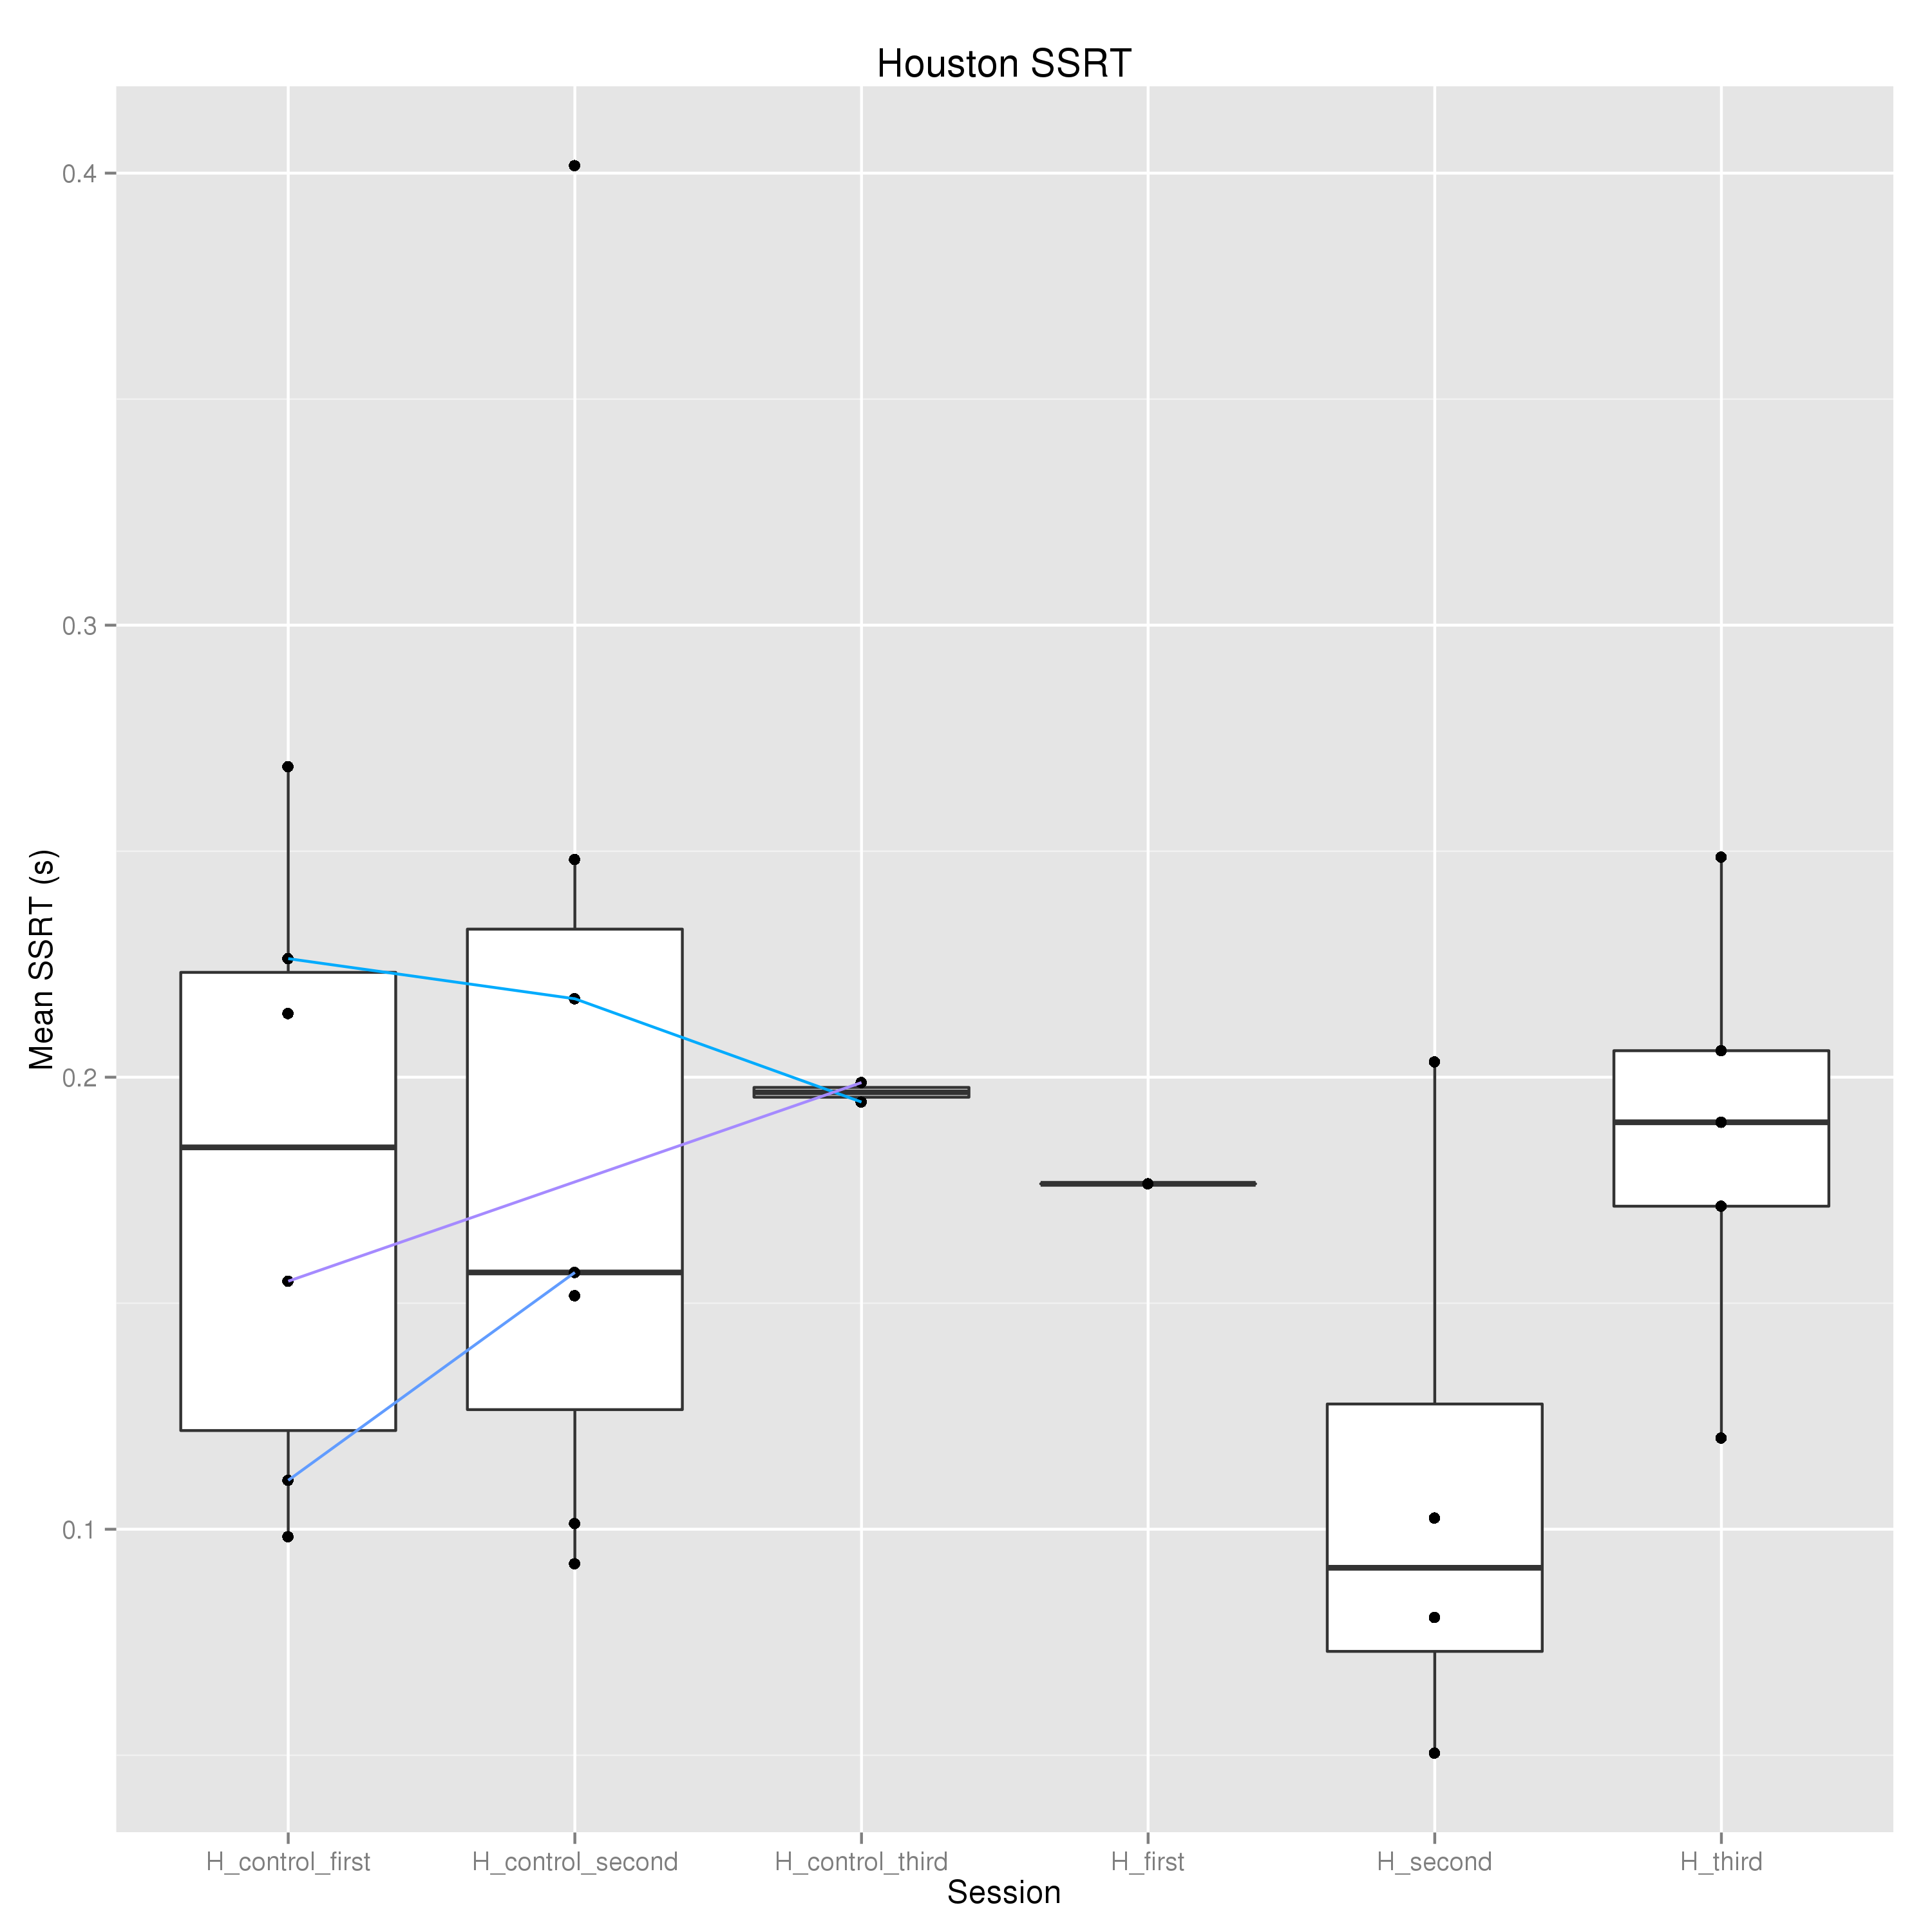 Houston SSRT
0.4
0.3
0.2
0.1
Mean SSRT (s)
H_control_first
H_control_second
H_control_third
H_first
H_second
H_third
Session